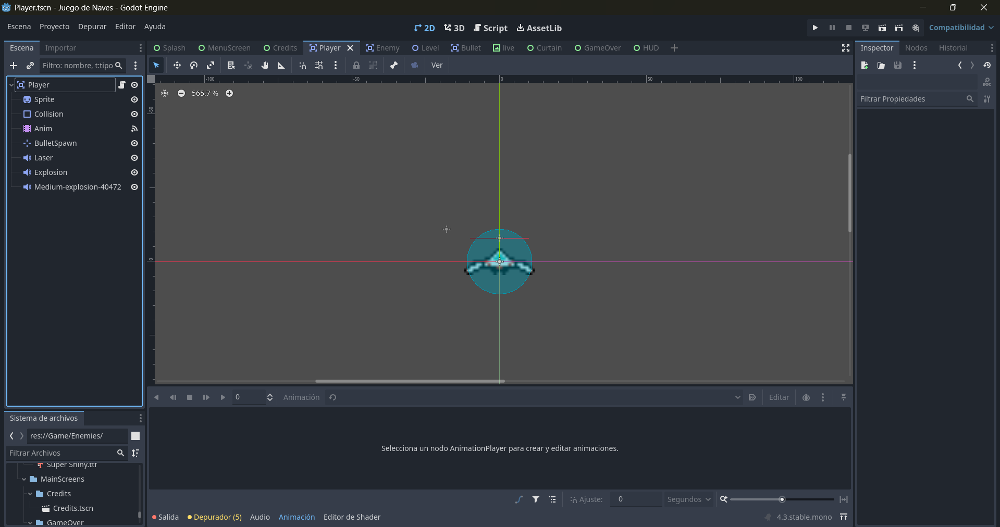 Player.tscn - Juego de Naves - Godot Engine
Escena Proyecto Depurar Editor Ayuda
2D 3D Script AssetLib
Compatibilidad
Escena Importar
Splash MenuScreen Credits Player Enemy Level Bullet live Curtain GameOver HUD
Inspector Nodos Historial
Filtro: nombre, t:tipo
Ver
Player
Sprite
Collision
Anim
BulletSpawn
Laser
Explosion
Medium-explosion-40472
-100 -50 0 50 100
-50
0
565.7 %
Filtrar Propiedades
Sistema de archivos
res://Game/Enemies/
Filtrar Archivos
Super Shiny.ttf
MainScreens
Credits
Credits.tscn
GameOver
0 Animación Editar
Selecciona un nodo AnimationPlayer para crear y editar animaciones.
Ajuste: 0 Segundos
Salida Depurador (5) Audio Animación Editor de Shader
4.3.stable.mono